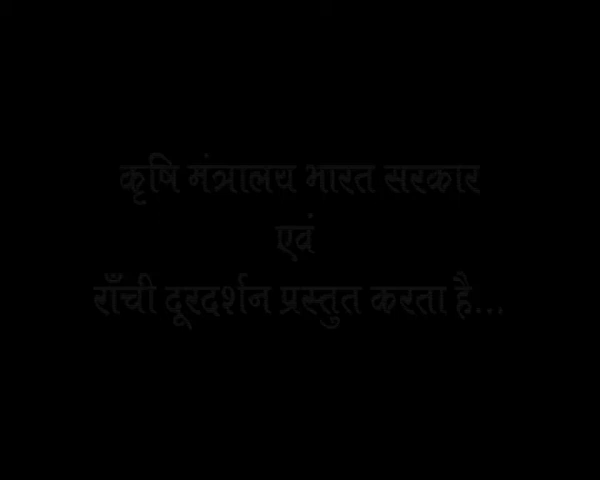 कृषि मंत्रालय भारत सरकार
एवं
राँची दूरदर्शन प्रस्तुत करता है...